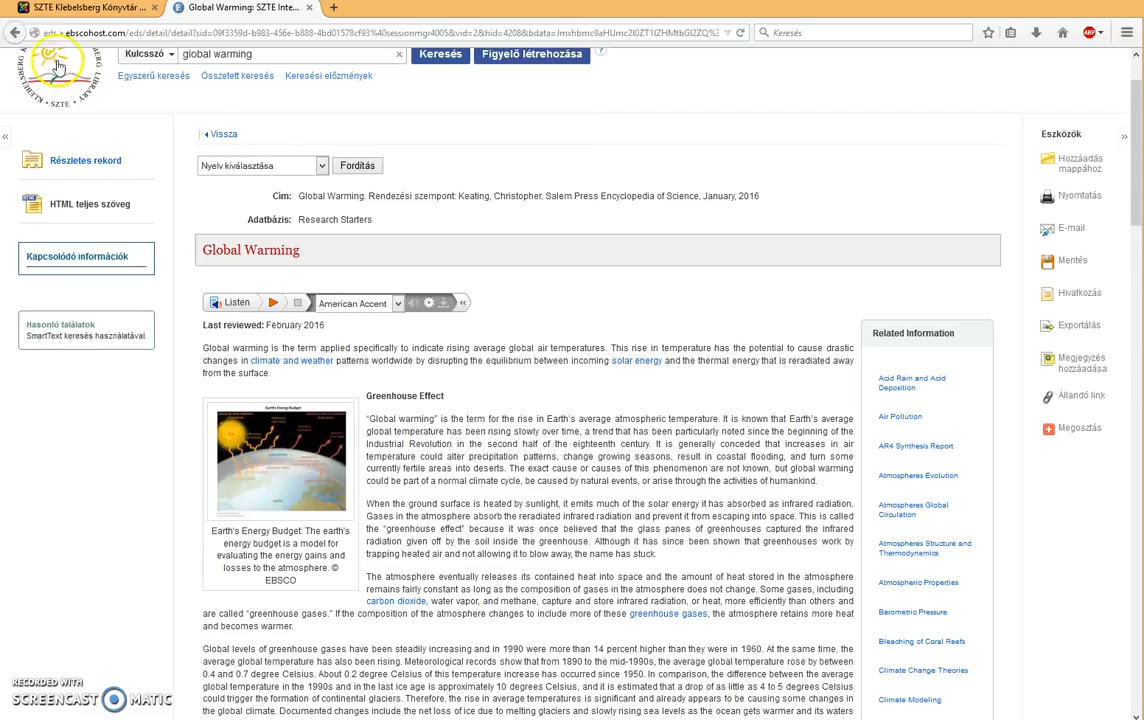 SZTE Klebelsberg Könyvtár ...
Global Warming: SZTE Inte...
eds.a.ebscohost.com/eds/detail/detail?sid=09f3359d-b983-456e-b888-4bd01578cf93%40sessionmgr4005&vid=2&hid=4208&bdata=Jmxhbmc9aHUmc2l0ZT1lZHMtbGl2ZQ%3
Keresés
ABP
Kulcsszó
global warming
Keresés
Figyelő létrehozása
Egyszerű keresés
Összetett keresés
Keresési előzmények
SZTE
Vissza
Részletes rekord
HTML teljes szöveg
Kapcsolódó információk
Hasonló találatok
SmartText keresés használatával.
Nyelv kiválasztása
Fordítás
Cím: Global Warming. Rendezési szempont: Keating, Christopher, Salem Press Encyclopedia of Science, January, 2016
Adatbázis: Research Starters
Global Warming
Listen
American Accent
Last reviewed: February 2016
Global warming is the term applied specifically to indicate rising average global air temperatures. This rise in temperature has the potential to cause drastic
changes in climate and weather patterns worldwide by disrupting the equilibrium between incoming solar energy and the thermal energy that is reradiated away
from the surface.
Earth's Energy Budget
Earth's Energy Budget: The earth's
energy budget is a model for
evaluating the energy gains and
losses to the atmosphere. ©
EBSCO
Greenhouse Effect
“Global warming” is the term for the rise in Earth's average atmospheric temperature. It is known that Earth's average
global temperature has been rising slowly over time, a trend that has been particularly noted since the beginning of the
Industrial Revolution in the second half of the eighteenth century. It is generally conceded that increases in air
temperature could alter precipitation patterns, change growing seasons, result in coastal flooding, and turn some
currently fertile areas into deserts. The exact cause or causes of this phenomenon are not known, but global warming
could be part of a normal climate cycle, be caused by natural events, or arise through the activities of humankind.
When the ground surface is heated by sunlight, it emits much of the solar energy it has absorbed as infrared radiation.
Gases in the atmosphere absorb the reradiated infrared radiation and prevent it from escaping into space. This is called
the “greenhouse effect” because it was once believed that the glass panes of greenhouses captured the infrared
radiation given off by the soil inside the greenhouse. Although it has since been shown that greenhouses work by
trapping heated air and not allowing it to blow away, the name has stuck.
The atmosphere eventually releases its contained heat into space and the amount of heat stored in the atmosphere
remains fairly constant as long as the composition of gases in the atmosphere does not change. Some gases, including
carbon dioxide, water vapor, and methane, capture and store infrared radiation, or heat, more efficiently than others and
are called “greenhouse gases.” If the composition of the atmosphere changes to include more of these greenhouse gases, the atmosphere retains more heat
and becomes warmer.
Global levels of greenhouse gases have been steadily increasing and in 1990 were more than 14 percent higher than they were in 1960. At the same time, the
average global temperature has also been rising. Meteorological records show that from 1890 to the mid-1990s, the average global temperature rose by between
0.4 and 0.7 degree Celsius. About 0.2 degree Celsius of this temperature increase has occurred since 1950. In comparison, the difference between the average
global temperature in the 1990s and in the last ice age is approximately 10 degrees Celsius, and it is estimated that a drop of as little as 4 to 5 degrees Celsius
could trigger the formation of continental glaciers. Therefore, the rise in average temperatures is significant and already appears to be causing some changes in
the global climate. Documented changes include the net loss of ice due to melting glaciers and slowly rising sea levels as the ocean gets warmer and its waters
Related Information
Acid Rain and Acid
Deposition
Air Pollution
AR4 Synthesis Report
Atmospheres Evolution
Atmospheres Global
Circulation
Atmospheres Structure and
Thermodynamics
Atmospheric Properties
Barometric Pressure
Bleaching of Coral Reefs
Climate Change Theories
Climate Modeling
Eszközök
Hozzáadás
mappához
Nyomtatás
E-mail
Mentés
Hivatkozás
Exportálás
Megjegyzés
hozzáadása
Állandó link
Megosztás
RECORDED WITH
SCREENCAST MATIC